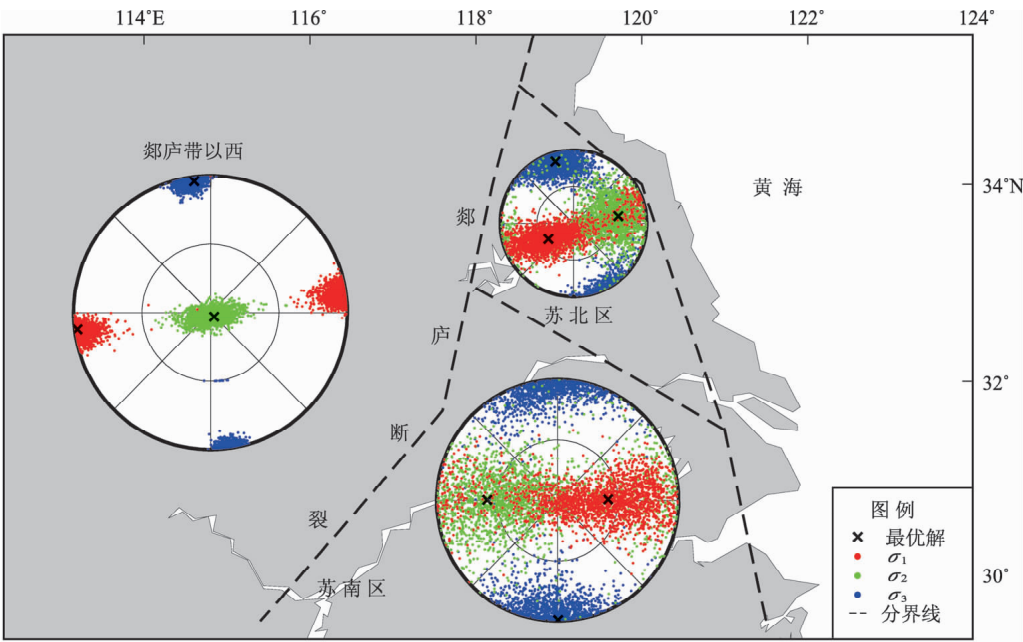 114°E 116° 118° 120° 122° 124°
郯庐带以西
黄海
34°N
郯
苏北区
庐
32°
断
裂
图例
最优解
σ₁
30°
苏南区
σ₂
σ₃
分界线